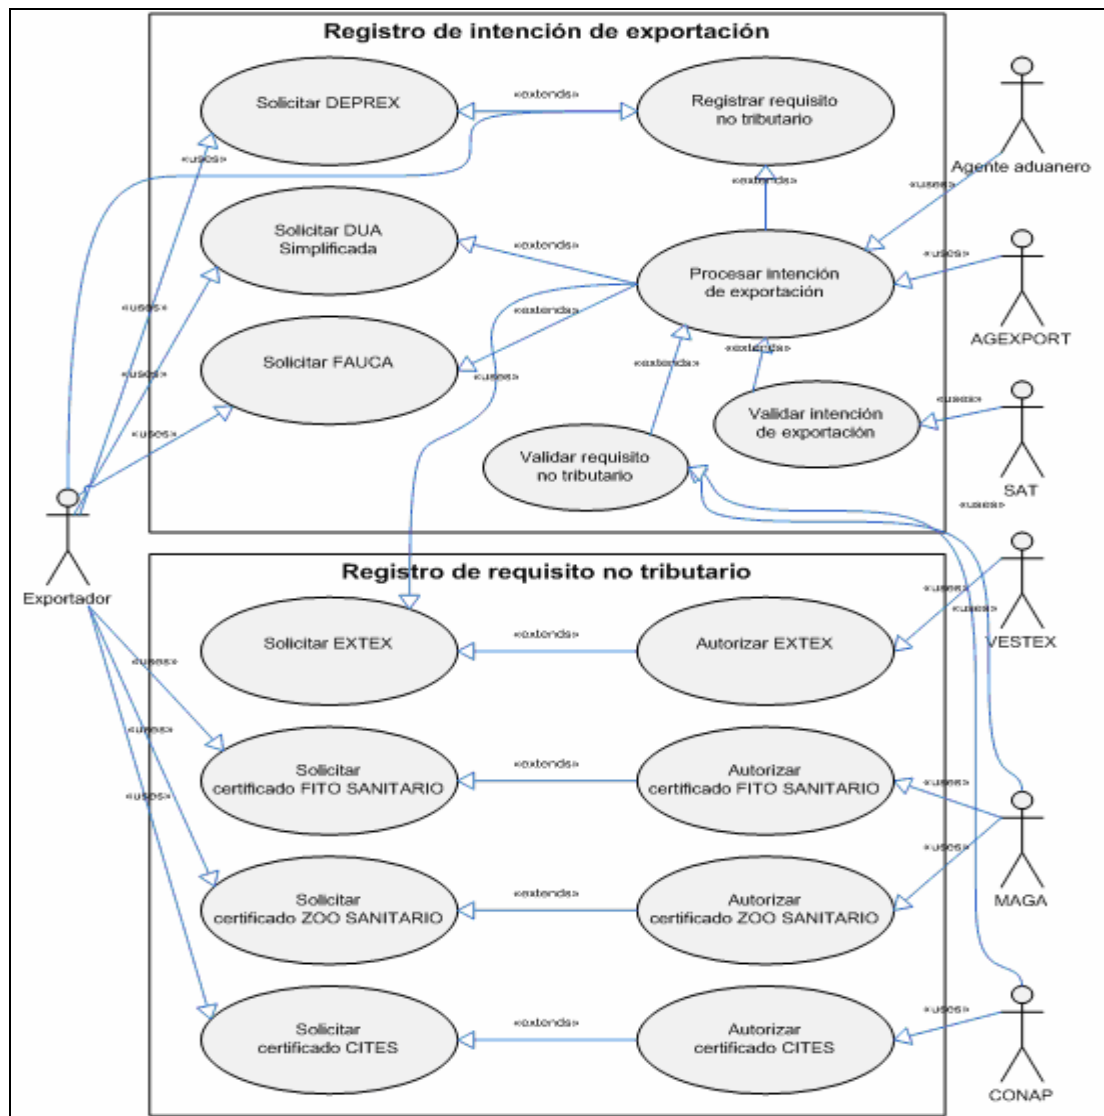 Registro de intención de exportación
Solicitar DEPREX
«extends»
Registrar requisito
no tributario
Agente aduanero
«uses»
«extends»
«uses»
Solicitar DUA
Simplificada
«extends»
Procesar intención
de exportación
«uses»
AGEXPORT
«uses»
«extends»
«extends»
«extends»
Solicitar FAUCA
«uses»
«uses»
«uses»
Validar intención
de exportación
«uses»
SAT
Validar requisito
no tributario
«uses»
Exportador
Registro de requisito no tributario
Solicitar EXTEX
«extends»
Autorizar EXTEX
«uses»
«uses»
VESTEX
«uses»
Solicitar
certificado FITO SANITARIO
«extends»
Autorizar
certificado FITO SANITARIO
«uses»
«uses»
«uses»
MAGA
«uses»
Solicitar
certificado ZOO SANITARIO
«extends»
Autorizar
certificado ZOO SANITARIO
Solicitar
certificado CITES
«extends»
Autorizar
certificado CITES
«uses»
CONAP